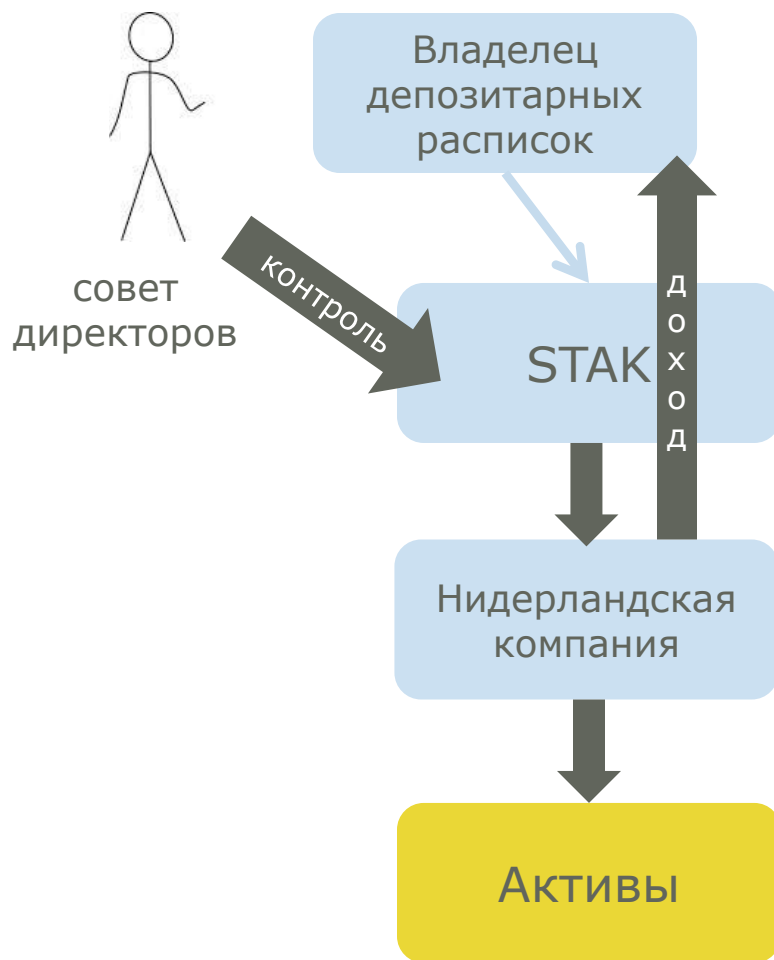 Владелец
депозитарных
расписок
совет
директоров
контроль
STAK
доход
Нидерландская
компания
Активы